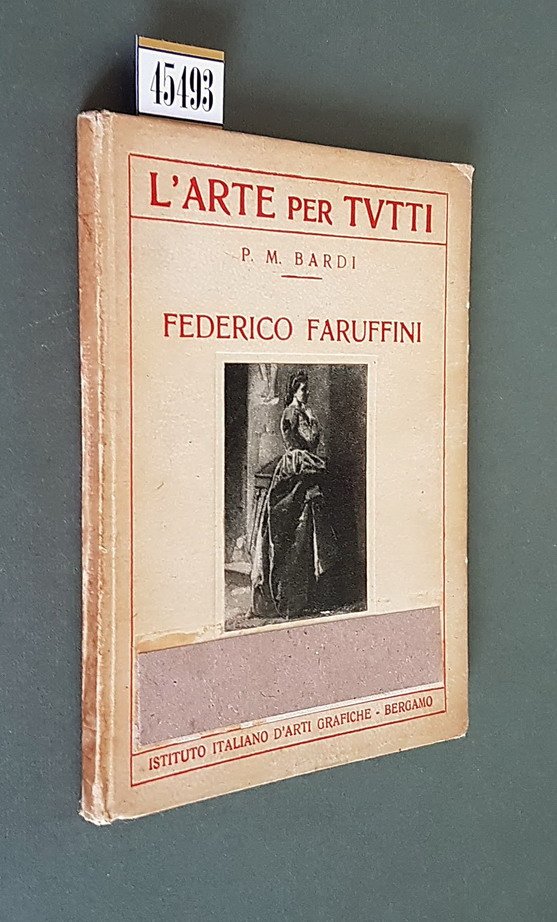 45493
L'ARTE PER TVTTI
P. M. BARDI
FEDERICO FARUFFINI
ISTITUTO ITALIANO D'ARTI GRAFICHE - BERGAMO